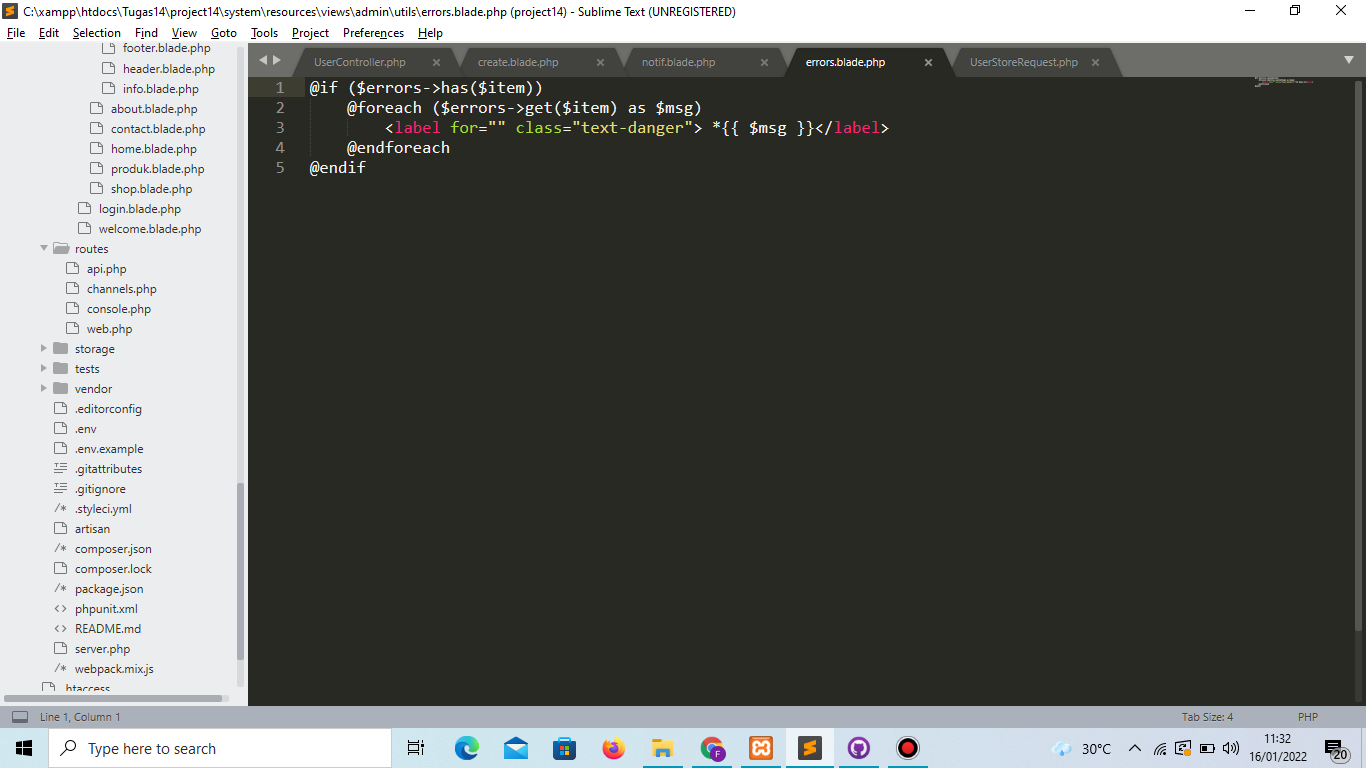 C:\xampp\htdocs\Tugas14\project14\system\resources\views\admin\utils\errors.blade.php (project14) - Sublime Text (UNREGISTERED)
File Edit Selection Find View Goto Tools Project Preferences Help
footer.blade.php
header.blade.php
info.blade.php
about.blade.php
contact.blade.php
home.blade.php
produk.blade.php
shop.blade.php
login.blade.php
welcome.blade.php
routes
api.php
channels.php
console.php
web.php
storage
tests
vendor
.editorconfig
.env
.env.example
.gitattributes
.gitignore
/* .styleci.yml
artisan
/* composer.json
composer.lock
/* package.json
<> phpunit.xml
<> README.md
server.php
/* webpack.mix.js
.htaccess
UserController.php × create.blade.php × notif.blade.php × errors.blade.php × UserStoreRequest.php ×
1 @if ($errors->has($item))
2 @foreach ($errors->get($item) as $msg)
3 <label for="" class="text-danger"> *{{ $msg }}</label>
4 @endforeach
5 @endif
Line 1, Column 1 Tab Size: 4 PHP
Type here to search
30°C
11:32
16/01/2022
20
F